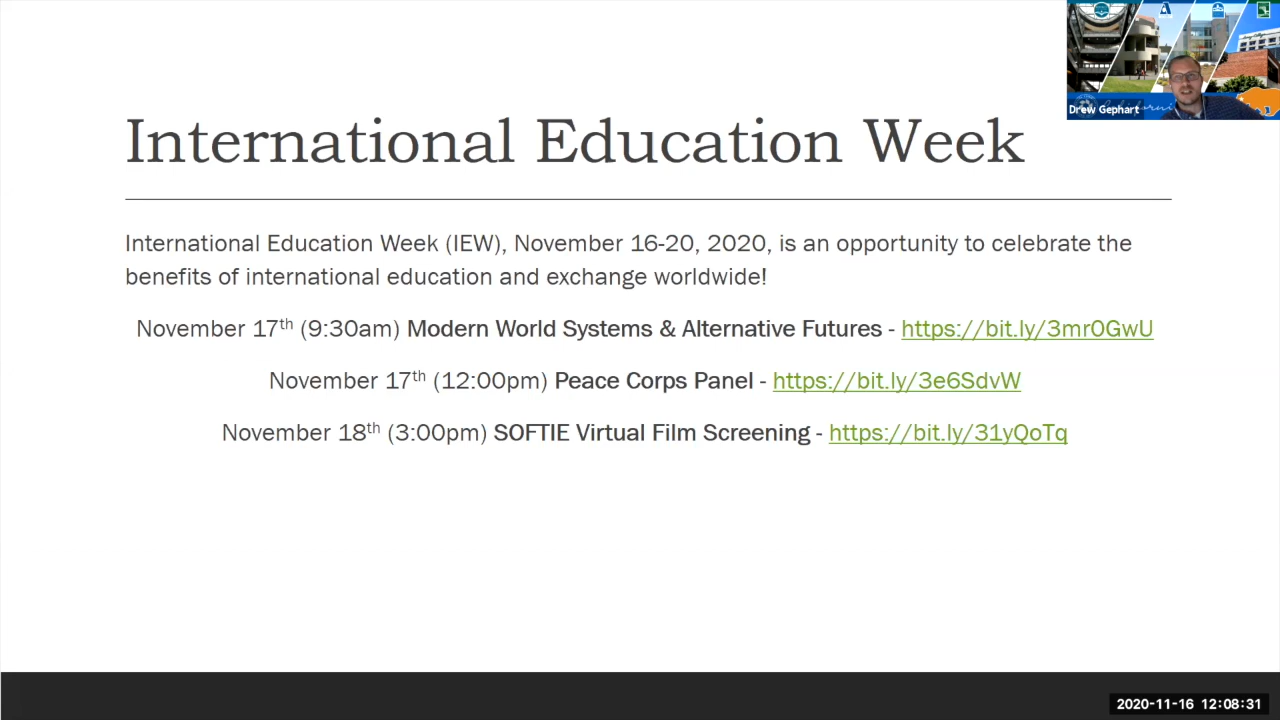 Drew Gephart
International Education Week
International Education Week (IEW), November 16-20, 2020, is an opportunity to celebrate the
benefits of international education and exchange worldwide!
November 17th (9:30am) Modern World Systems & Alternative Futures - https://bit.ly/3mr0GwU
November 17th (12:00pm) Peace Corps Panel - https://bit.ly/3e6SdvW
November 18th (3:00pm) SOFTIE Virtual Film Screening - https://bit.ly/31yQoTq
2020-11-16 12:08:31